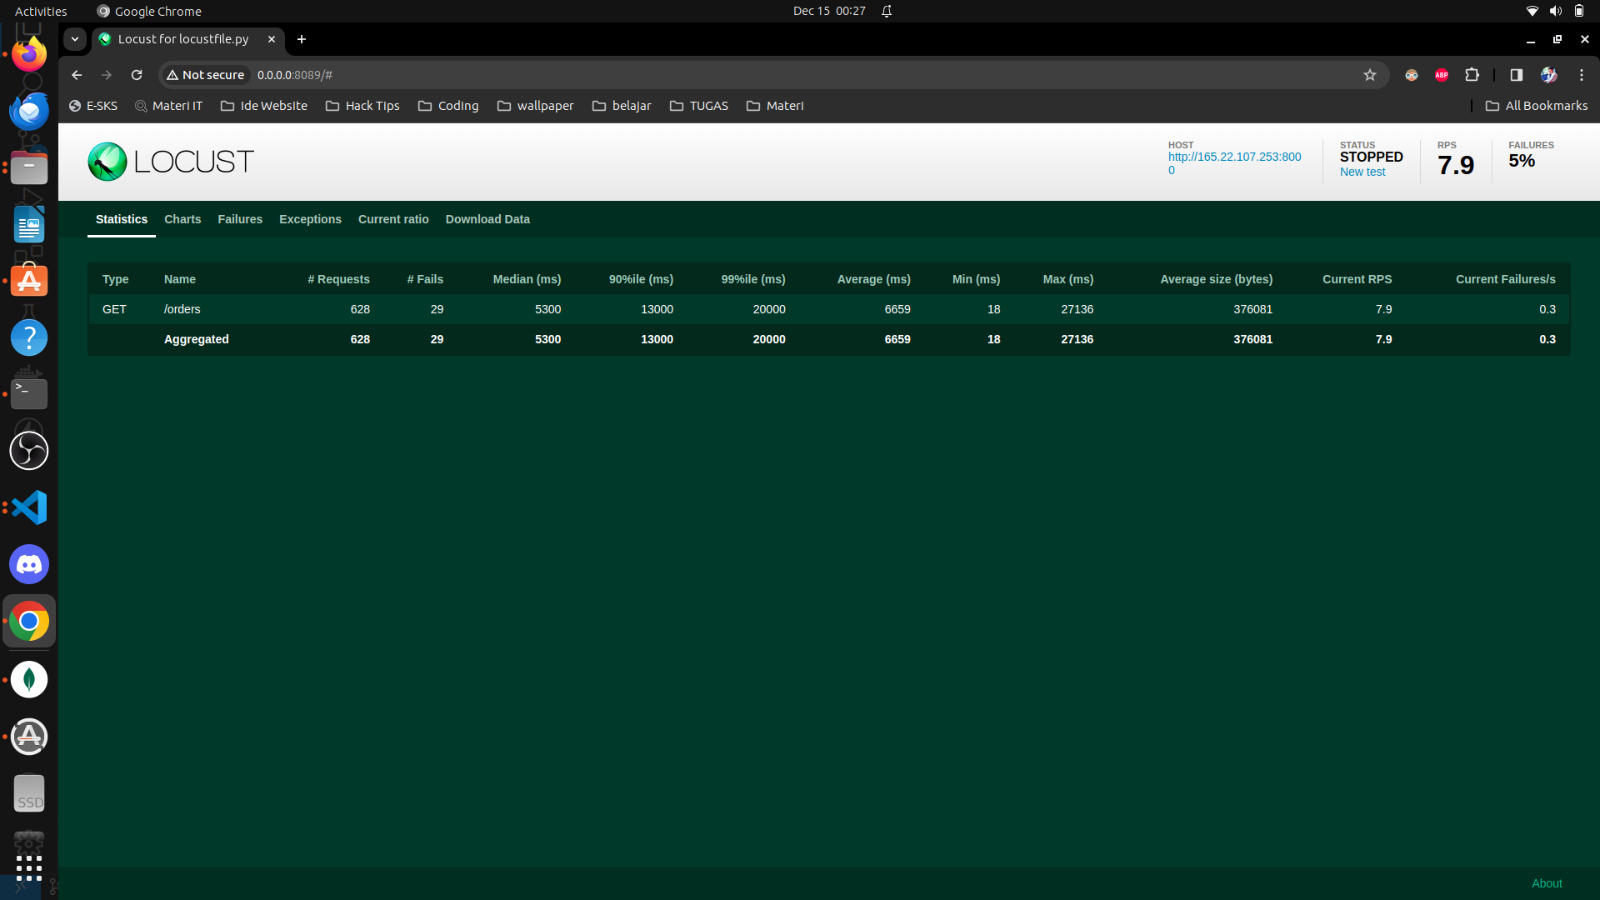 Activities Google Chrome Dec 15 00:27
Locust for locustfile.py
Not secure 0.0.0.0:8089/# ABP
E-SKS MaterI IT Ide WebsIte Hack TIps CodIng wallpaper belajar TUGAS MaterI All Bookmarks
LOCUST
HOST
http://165.22.107.253:800
0
STATUS
STOPPED
New test
RPS
7.9
FAILURES
5%
Statistics Charts Failures Exceptions Current ratio Download Data
Type Name # Requests # Fails Median (ms) 90%ile (ms) 99%ile (ms) Average (ms) Min (ms) Max (ms) Average size (bytes) Current RPS Current Failures/s
GET /orders 628 29 5300 13000 20000 6659 18 27136 376081 7.9 0.3
Aggregated 628 29 5300 13000 20000 6659 18 27136 376081 7.9 0.3
SSD
About